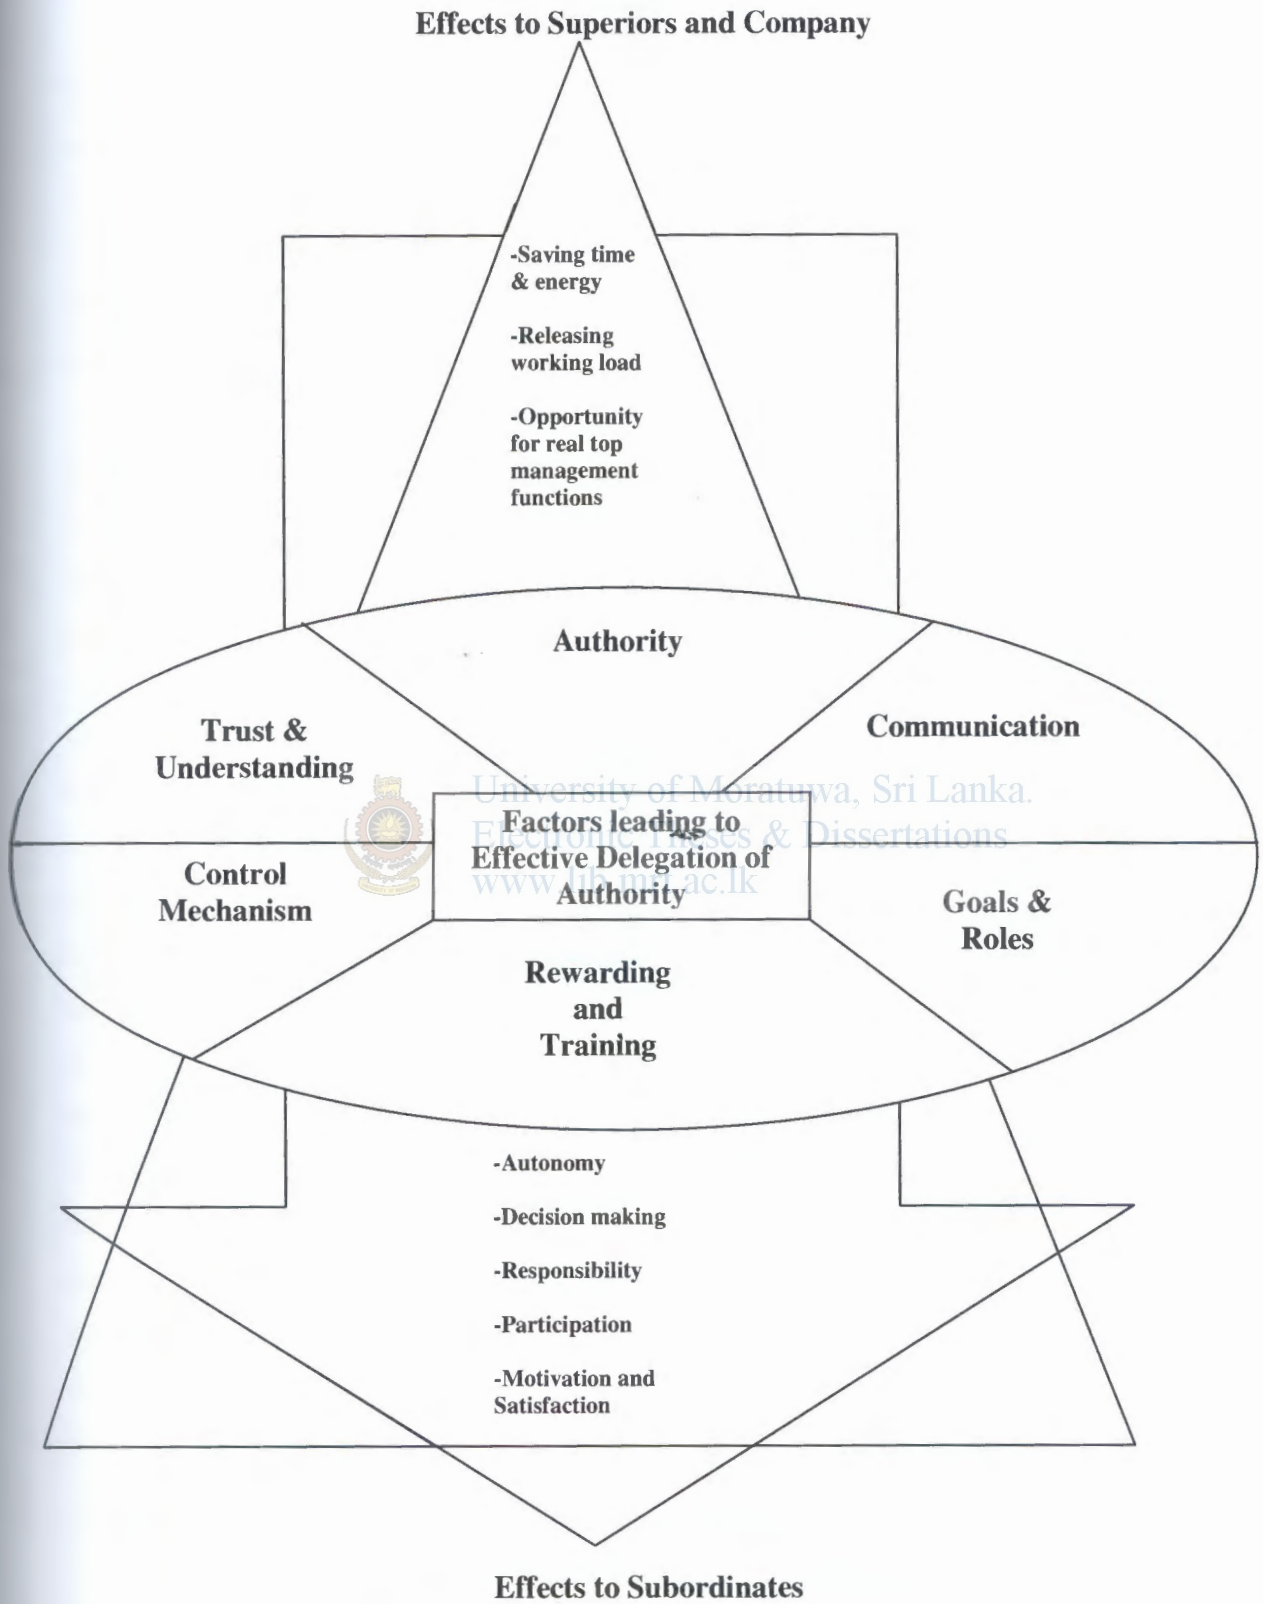 Effects to Superiors and Company
-Saving time
& energy
-Releasing
working load
-Opportunity
for real top
management
functions
Authority
Trust &
Understanding
Communication
University of Moratuwa, Sri Lanka.
Electronic Theses & Dissertations
www.lib.mrt.ac.lk
Factors leading to
Effective Delegation of
Authority
Control
Mechanism
Goals &
Roles
Rewarding
and
Training
-Autonomy
-Decision making
-Responsibility
-Participation
-Motivation and
Satisfaction
Effects to Subordinates